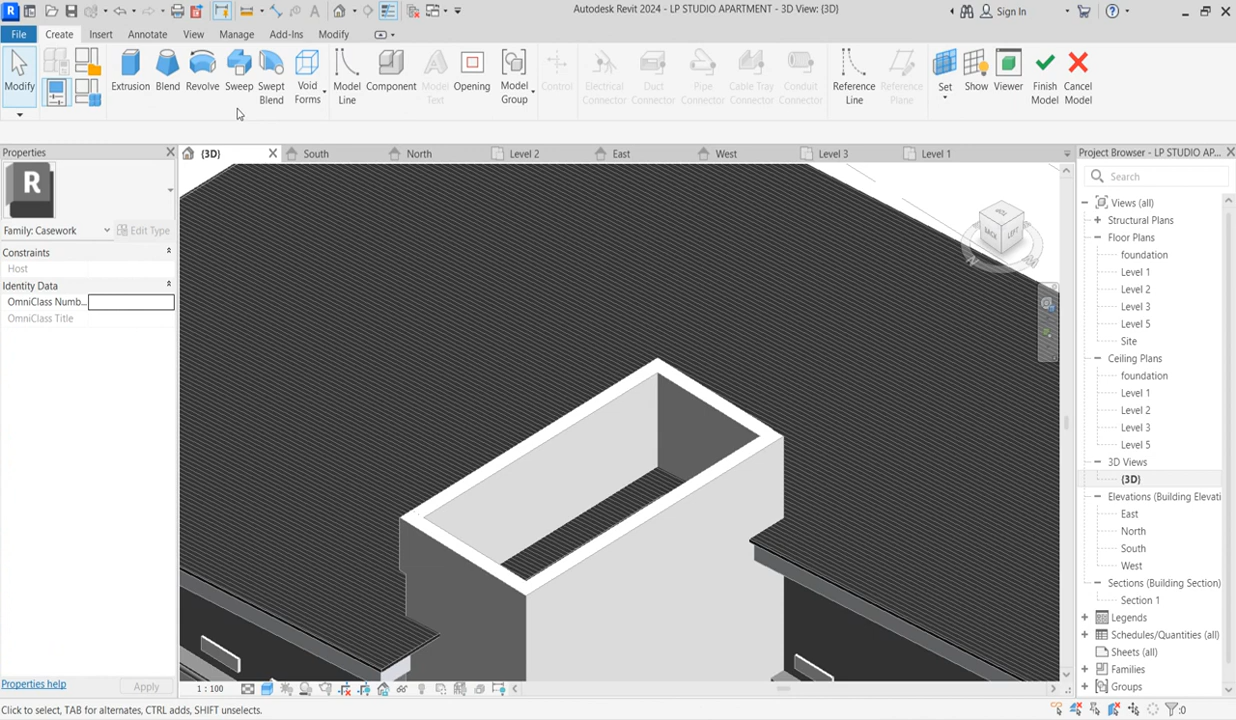 Autodesk Revit 2024 - LP STUDIO APARTMENT - 3D View: {3D}
Sign In
File Create Insert Annotate View Manage Add-Ins Modify
Modify
Extrusion Blend Revolve Sweep Swept Blend Void Forms
Model Line Component Model Text Opening Model Group
Control Electrical Connector Duct Connector Pipe Connector Cable Tray Connector Conduit Connector
Reference Line Reference Plane Set Show Viewer Finish Model Cancel Model
Properties
{3D} South North Level 2 East West Level 3 Level 1
Project Browser - LP STUDIO AP...
R
Search
Family: Casework
Edit Type
Constraints
Host
Identity Data
OmniClass Numb...
OmniClass Title
BACK LEFT
Views (all)
Structural Plans
Floor Plans
foundation
Level 1
Level 2
Level 3
Level 5
Site
Ceiling Plans
foundation
Level 1
Level 2
Level 3
Level 5
3D Views
{3D}
Elevations (Building Elevati
East
North
South
West
Sections (Building Section)
Section 1
Legends
Schedules/Quantities (all)
Sheets (all)
Families
Groups
Properties help
Apply
1 : 100
Click to select, TAB for alternates, CTRL adds, SHIFT unselects.
:0